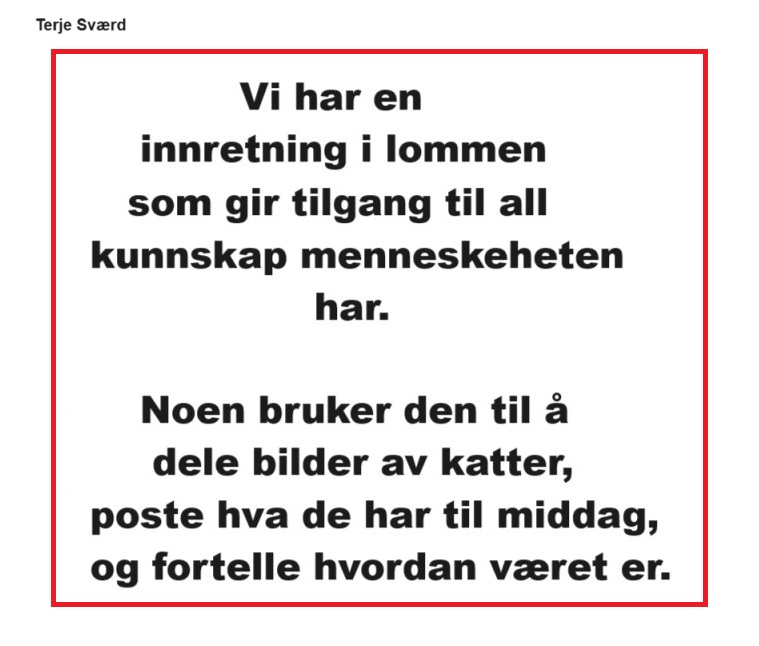 Terje Sværd
Vi har en
innretning i lommen
som gir tilgang til all
kunnskap menneskeheten
har.
Noen bruker den til å
dele bilder av katter,
poste hva de har til middag,
og fortelle hvordan været er.